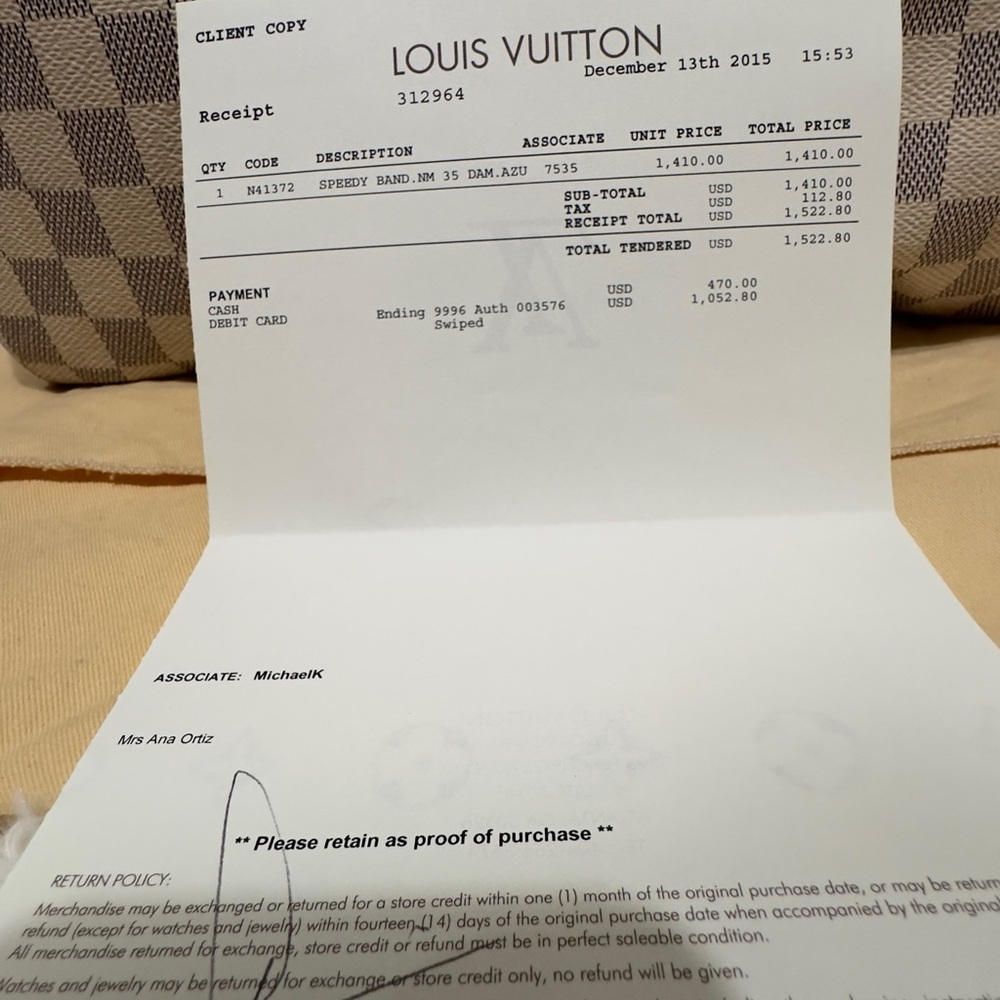 CLIENT COPY
LOUIS VUITTON
December 13th 2015 15:53
Receipt 312964
QTY CODE DESCRIPTION ASSOCIATE UNIT PRICE TOTAL PRICE
1 N41372 SPEEDY BAND.NM 35 DAM.AZU 7535 1,410.00 1,410.00
SUB-TOTAL USD 1,410.00
TAX USD 112.80
RECEIPT TOTAL USD 1,522.80
TOTAL TENDERED USD 1,522.80
PAYMENT
CASH USD 470.00
DEBIT CARD Ending 9996 Auth 003576 USD 1,052.80
Swiped
ASSOCIATE: MichaelK
Mrs Ana Ortiz
** Please retain as proof of purchase **
RETURN POLICY:
Merchandise may be exchanged or returned for a store credit within one (1) month of the original purchase date, or may be return
refund (except for watches and jewelry) within fourteen (14) days of the original purchase date when accompanied by the original
All merchandise returned for exchange, store credit or refund must be in perfect saleable condition.
Watches and jewelry may be returned for exchange or store credit only, no refund will be given.